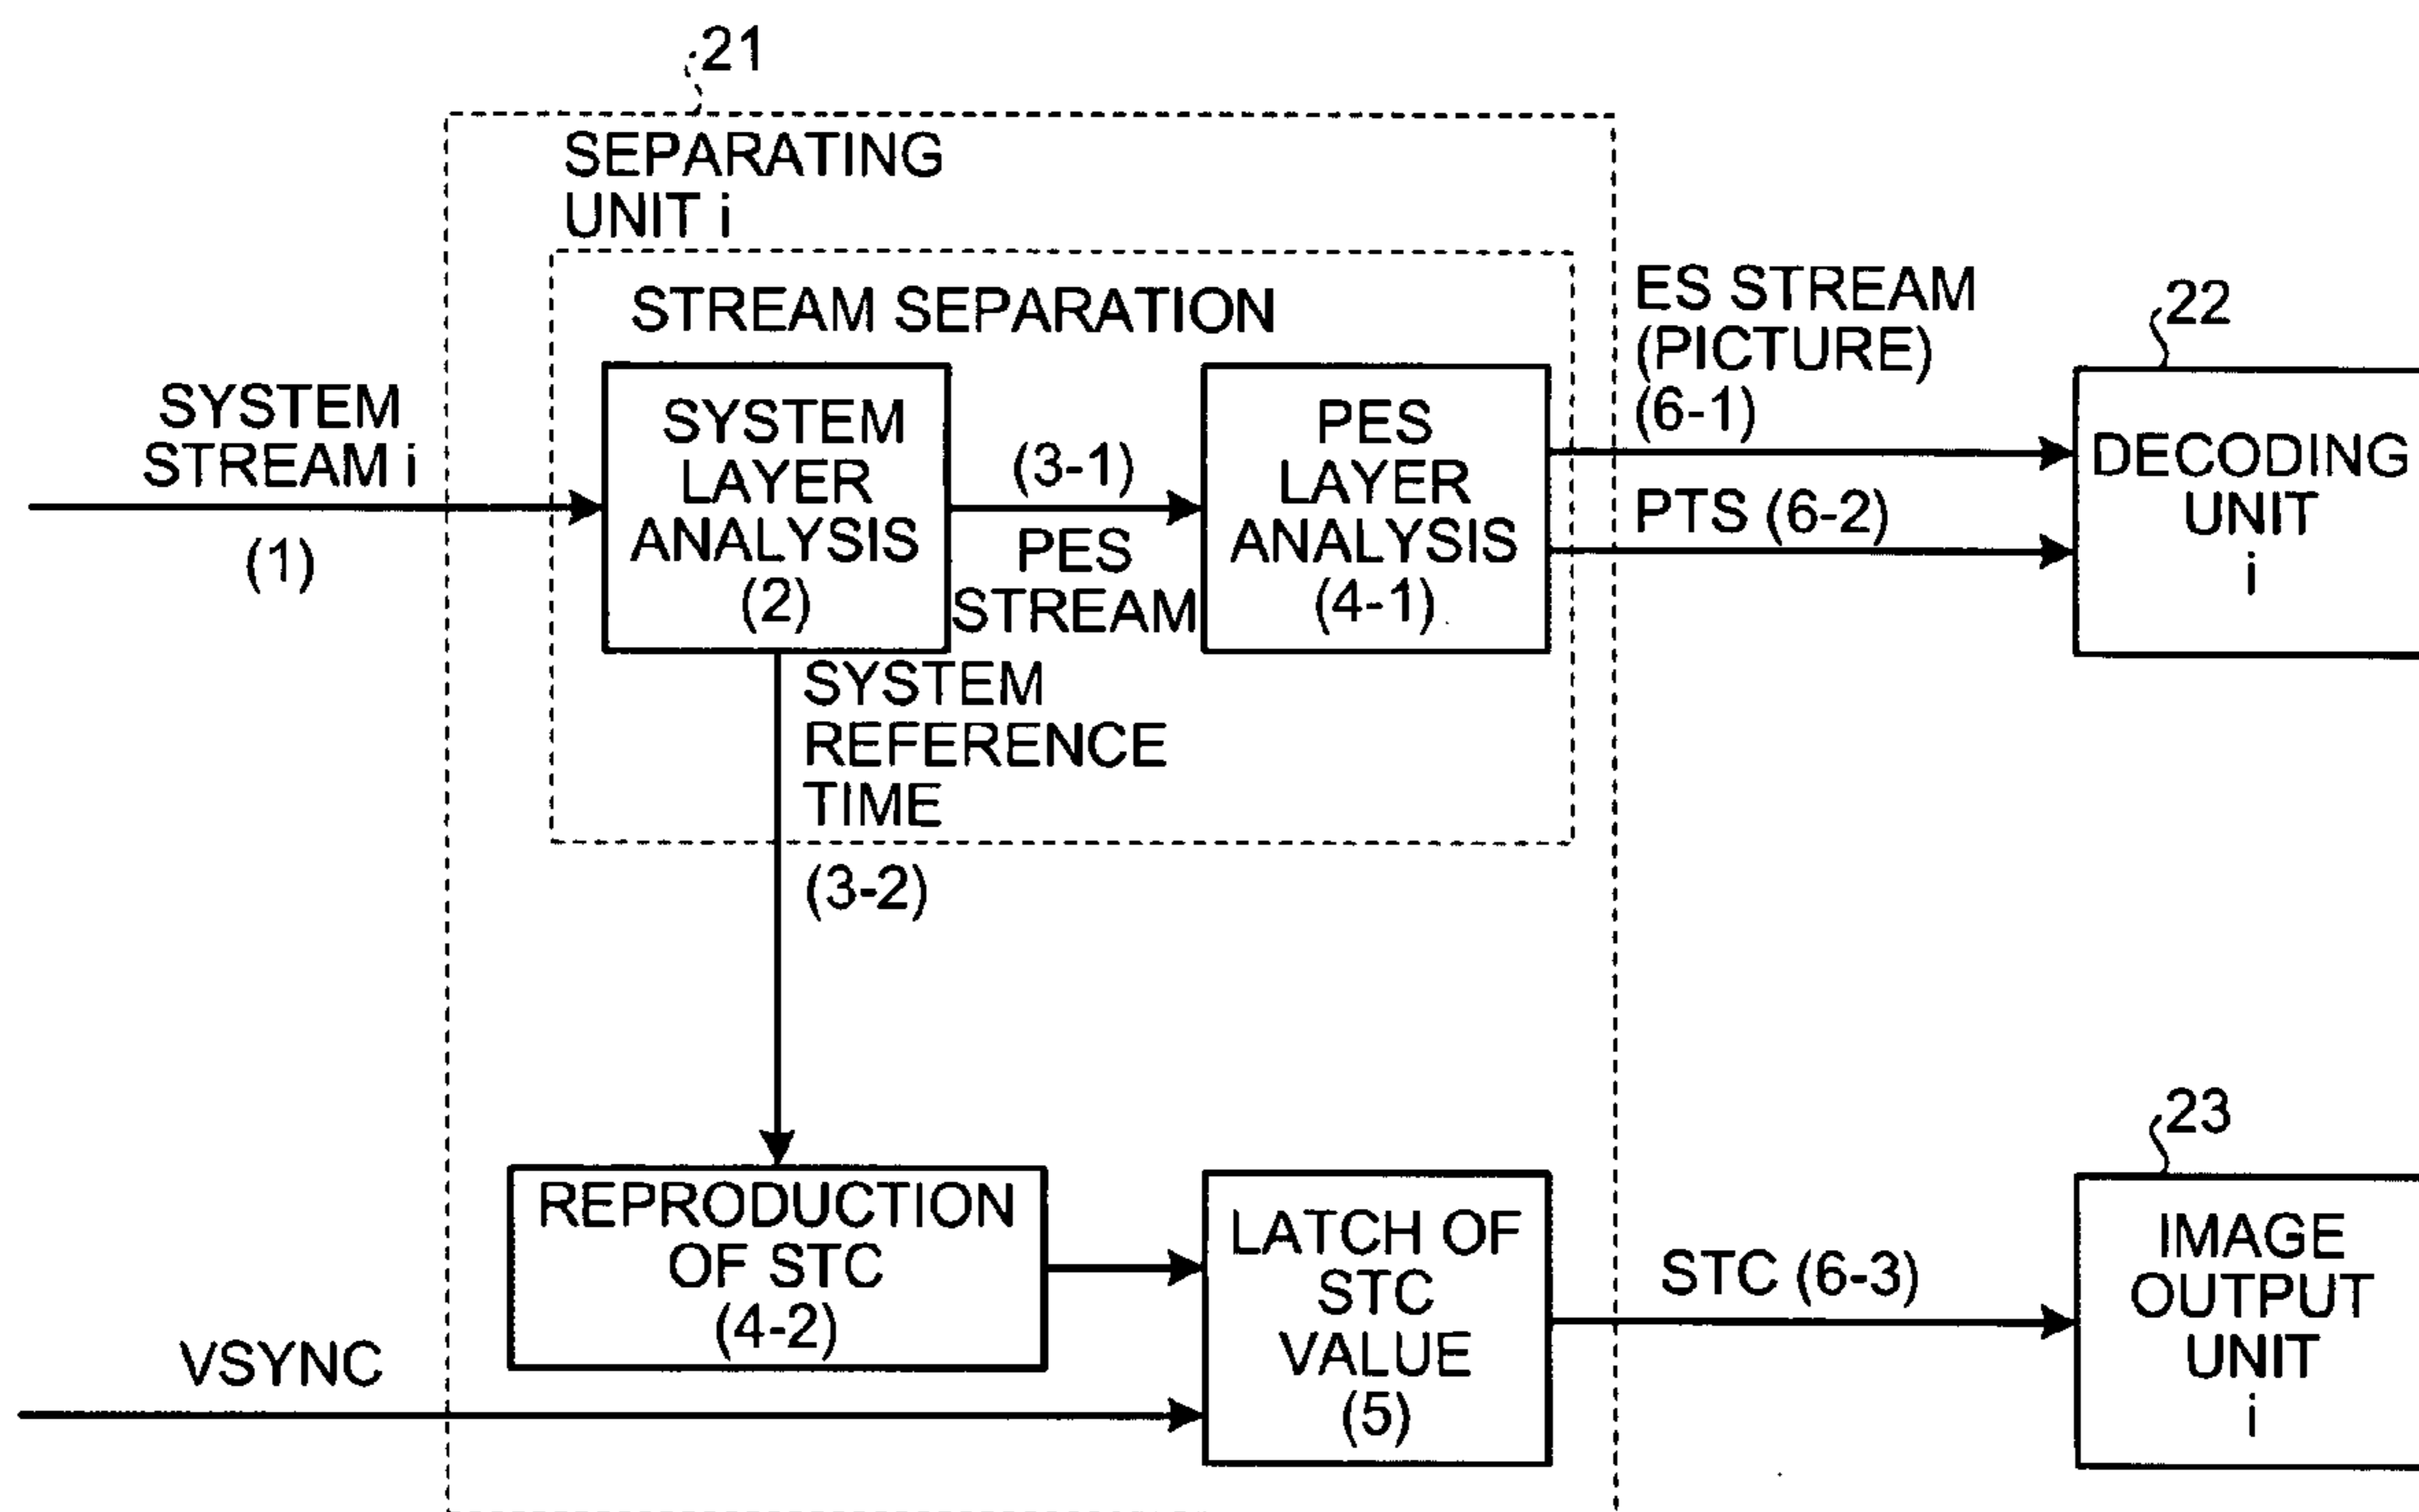 21
SEPARATING
UNIT i
STREAM SEPARATION
SYSTEM
STREAM i
(1)
SYSTEM
LAYER
ANALYSIS
(2)
(3-1)
PES
STREAM
PES
LAYER
ANALYSIS
(4-1)
ES STREAM
(PICTURE)
(6-1)
PTS (6-2)
22
DECODING
UNIT
i
SYSTEM
REFERENCE
TIME
(3-2)
REPRODUCTION
OF STC
(4-2)
VSYNC
LATCH OF
STC
VALUE
(5)
STC (6-3)
23
IMAGE
OUTPUT
UNIT
i